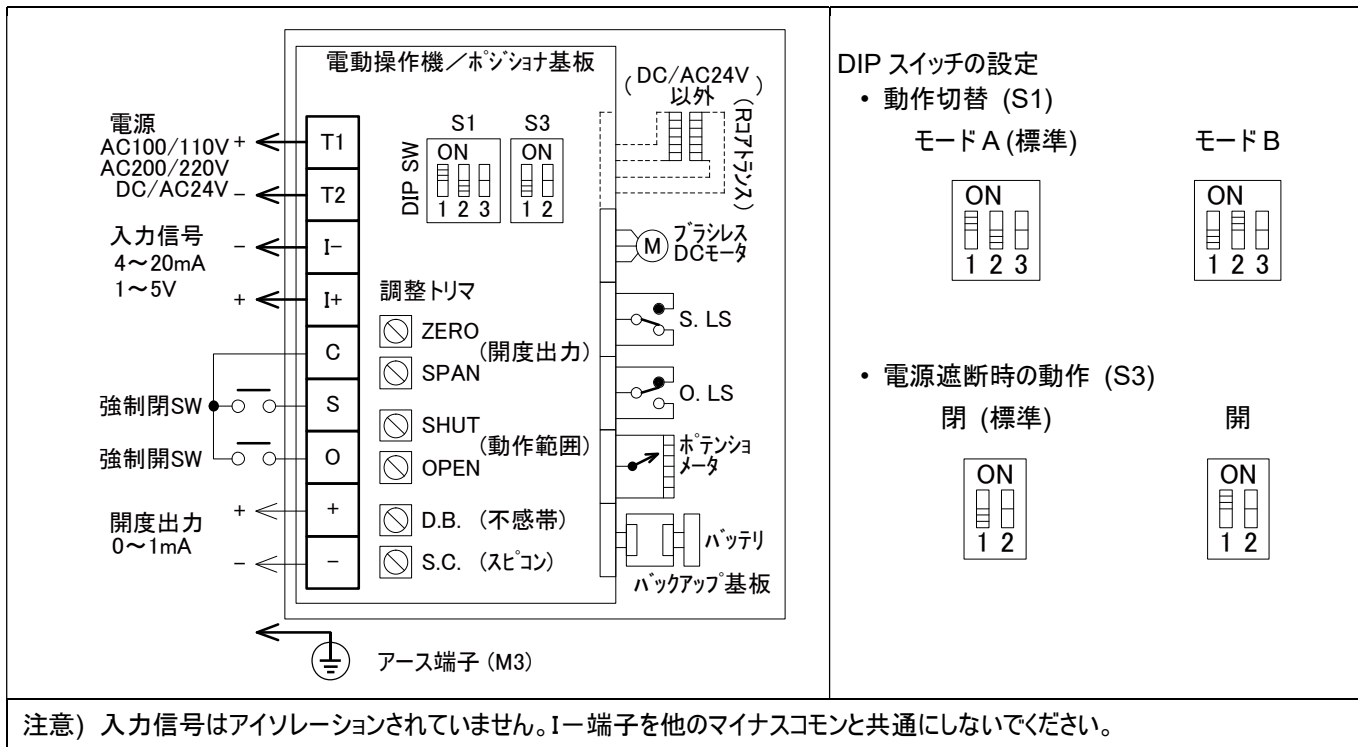 電動操作機／ポジショナ基板
電源
AC100/110V
AC200/220V
DC/AC24V
+
−
入力信号
4～20mA
1～5V
−
+
強制閉SW
強制開SW
開度出力
0～1mA
+
−
T1
T2
I−
I+
C
S
O
+
−
DIP SW
S1
ON
1 2 3
S3
ON
1 2
調整トリマ
ZERO
SPAN
(開度出力)
SHUT
OPEN
(動作範囲)
D.B. (不感帯)
S.C. (スピコン)
(DC/AC24V
以外)
(Rコアトランス)
M
ブラシレス
DCモータ
S. LS
O. LS
ポテンショ
メータ
バッテリ
バックアップ基板
アース端子 (M3)
DIP スイッチの設定
• 動作切替 (S1)
モード A (標準)
モード B
ON
1 2 3
ON
1 2 3
• 電源遮断時の動作 (S3)
閉 (標準)
開
ON
1 2
ON
1 2
注意) 入力信号はアイソレーションされていません。I－端子を他のマイナスコモンと共通にしないでください。